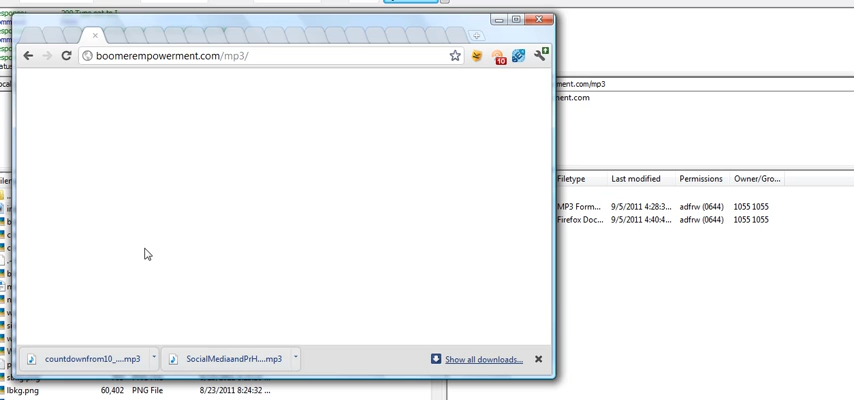 boomerempowerment.com/mp3/
10
ment.com/mp3
ment.com
Filetype Last modified Permissions Owner/Gro...
MP3 Form... 9/5/2011 4:28:3... adfrw (0644) 1055 1055
Firefox Doc... 9/5/2011 4:40:4... adfrw (0644) 1055 1055
countdownfrom10_....mp3 SocialMediaandPrH....mp3 Show all downloads...
lbkg.png 60,402 PNG File 8/23/2011 8:24:32 ...